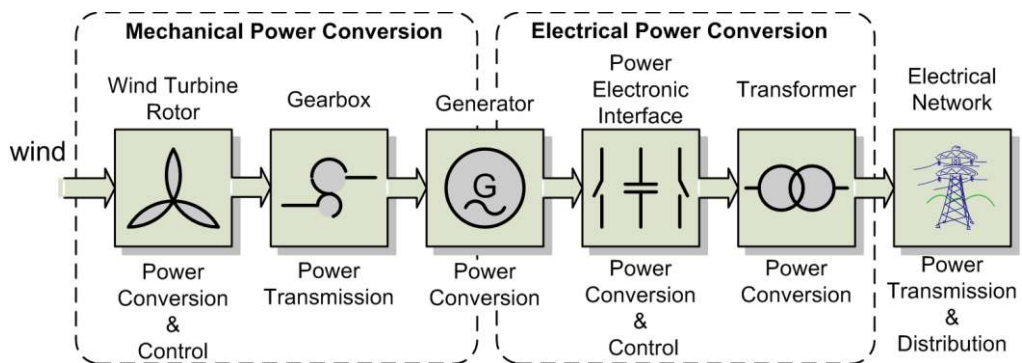 Mechanical Power Conversion
Electrical Power Conversion
wind
Wind Turbine
Rotor
Gearbox
Generator
Power
Electronic
Interface
Transformer
Electrical
Network
G
Power
Conversion
&
Control
Power
Transmission
Power
Conversion
Power
Conversion
&
Control
Power
Conversion
Power
Transmission
&
Distribution